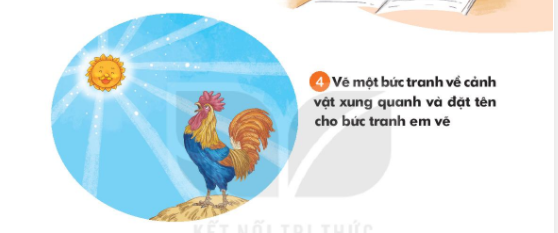 4 Vẽ một bức tranh về cảnh
vật xung quanh và đặt tên
cho bức tranh em vẽ
KẾT NỐI TRI THỨC